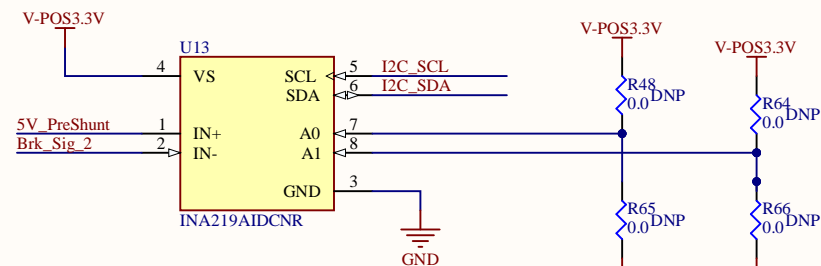 V-POS3.3V
U13
4 VS
SCL 5 I2C_SCL
SDA 6 I2C_SDA
5V_PreShunt 1 IN+
A0 7
Brk_Sig_2 2 IN-
A1 8
GND 3
INA219AIDCNR
GND
V-POS3.3V
R48
0.0 DNP
R65
0.0 DNP
V-POS3.3V
R64
0.0 DNP
R66
0.0 DNP